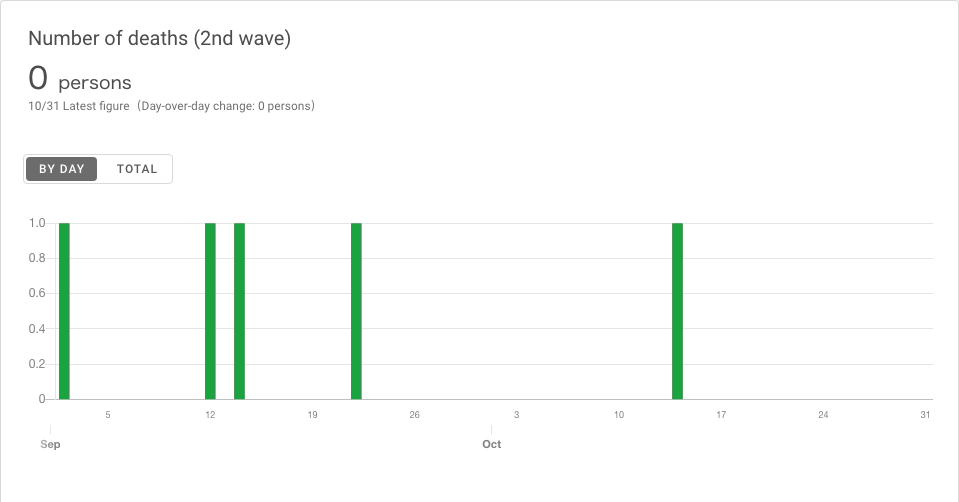 Number of deaths (2nd wave)
0 persons
10/31 Latest figure (Day-over-day change: 0 persons)
BY DAY TOTAL
1.0
0.8
0.6
0.4
0.2
0
5 12 19 26 3 10 17 24 31
Sep Oct